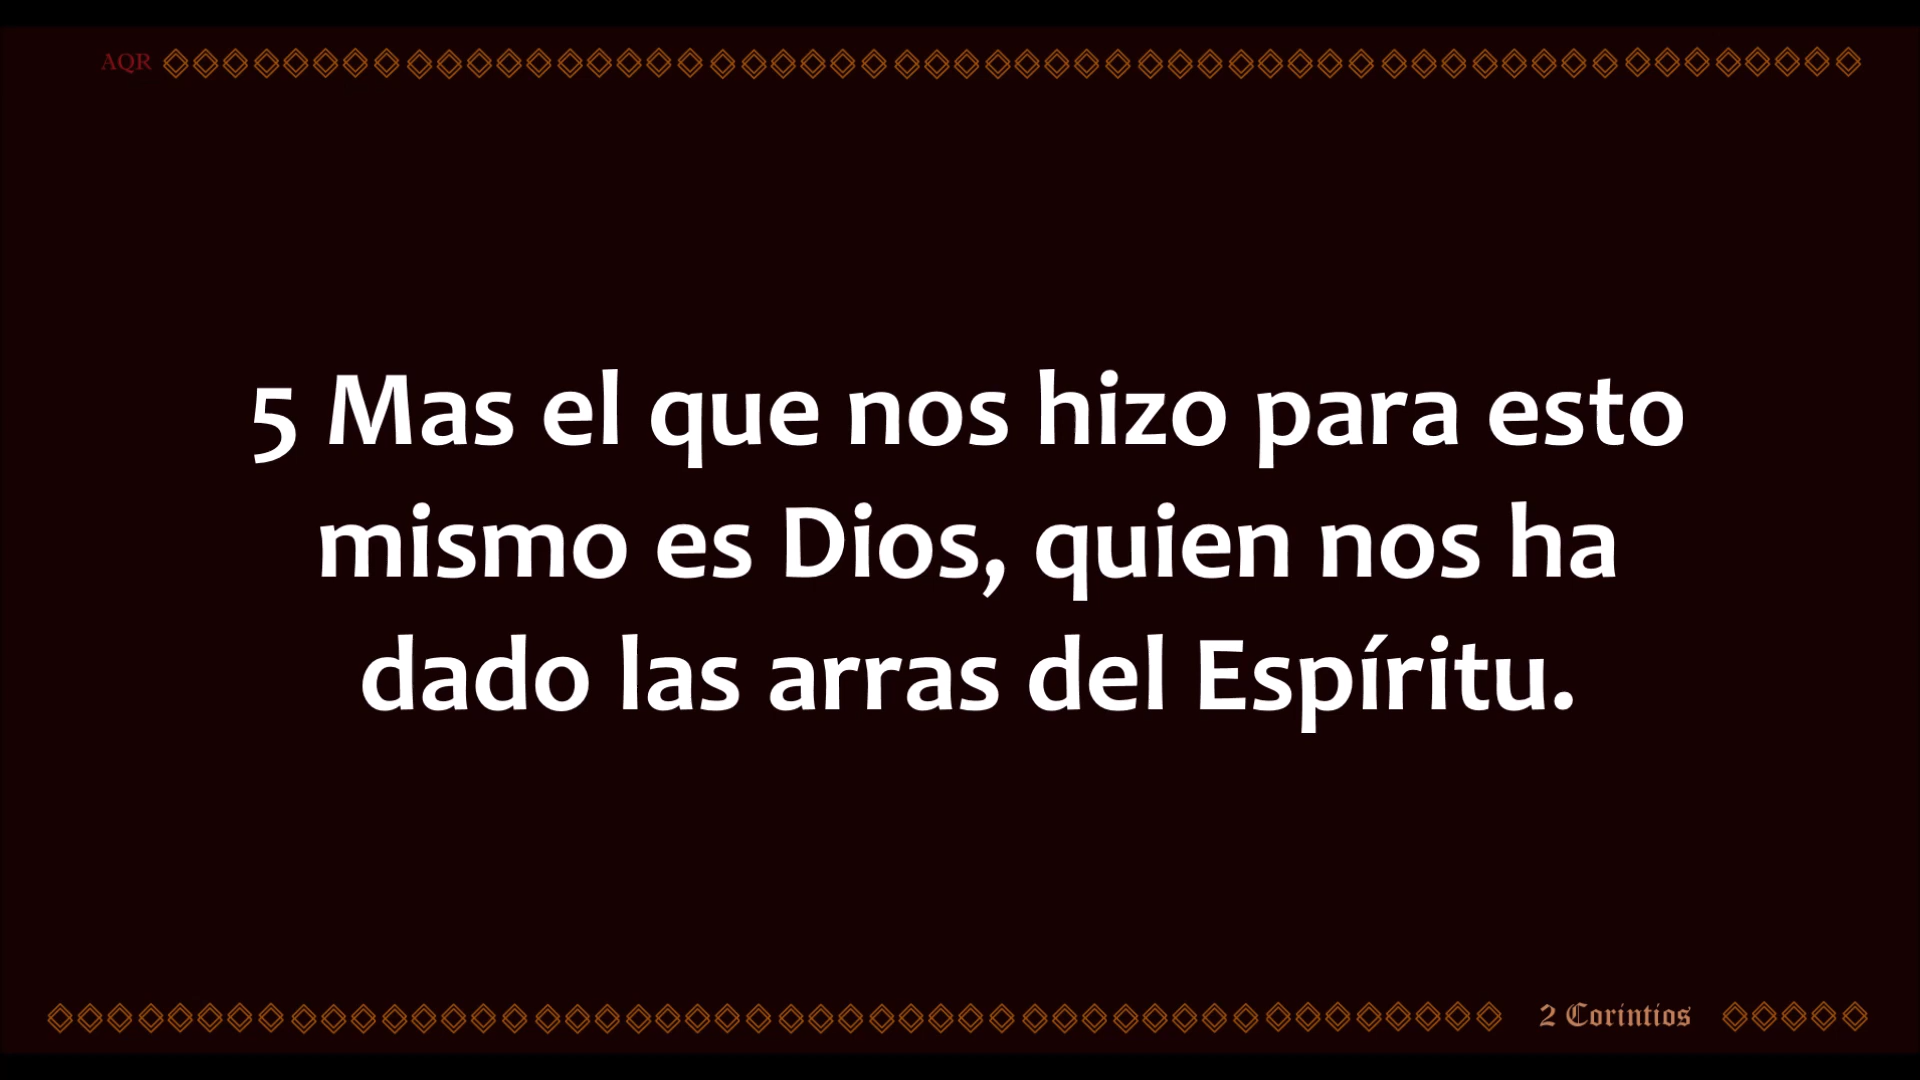 AQR
5 Mas el que nos hizo para esto
mismo es Dios, quien nos ha
dado las arras del Espíritu.
2 Corintios